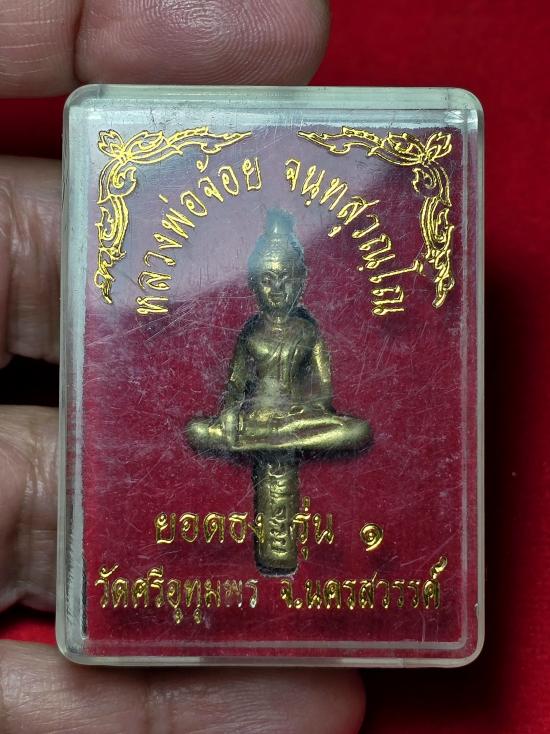 หลวงพ่อจ้อย จนฺทสุวณฺโณ
ยอดธง รุ่น ๑
วัดศรีอุทุมพร จ.นครสวรรค์